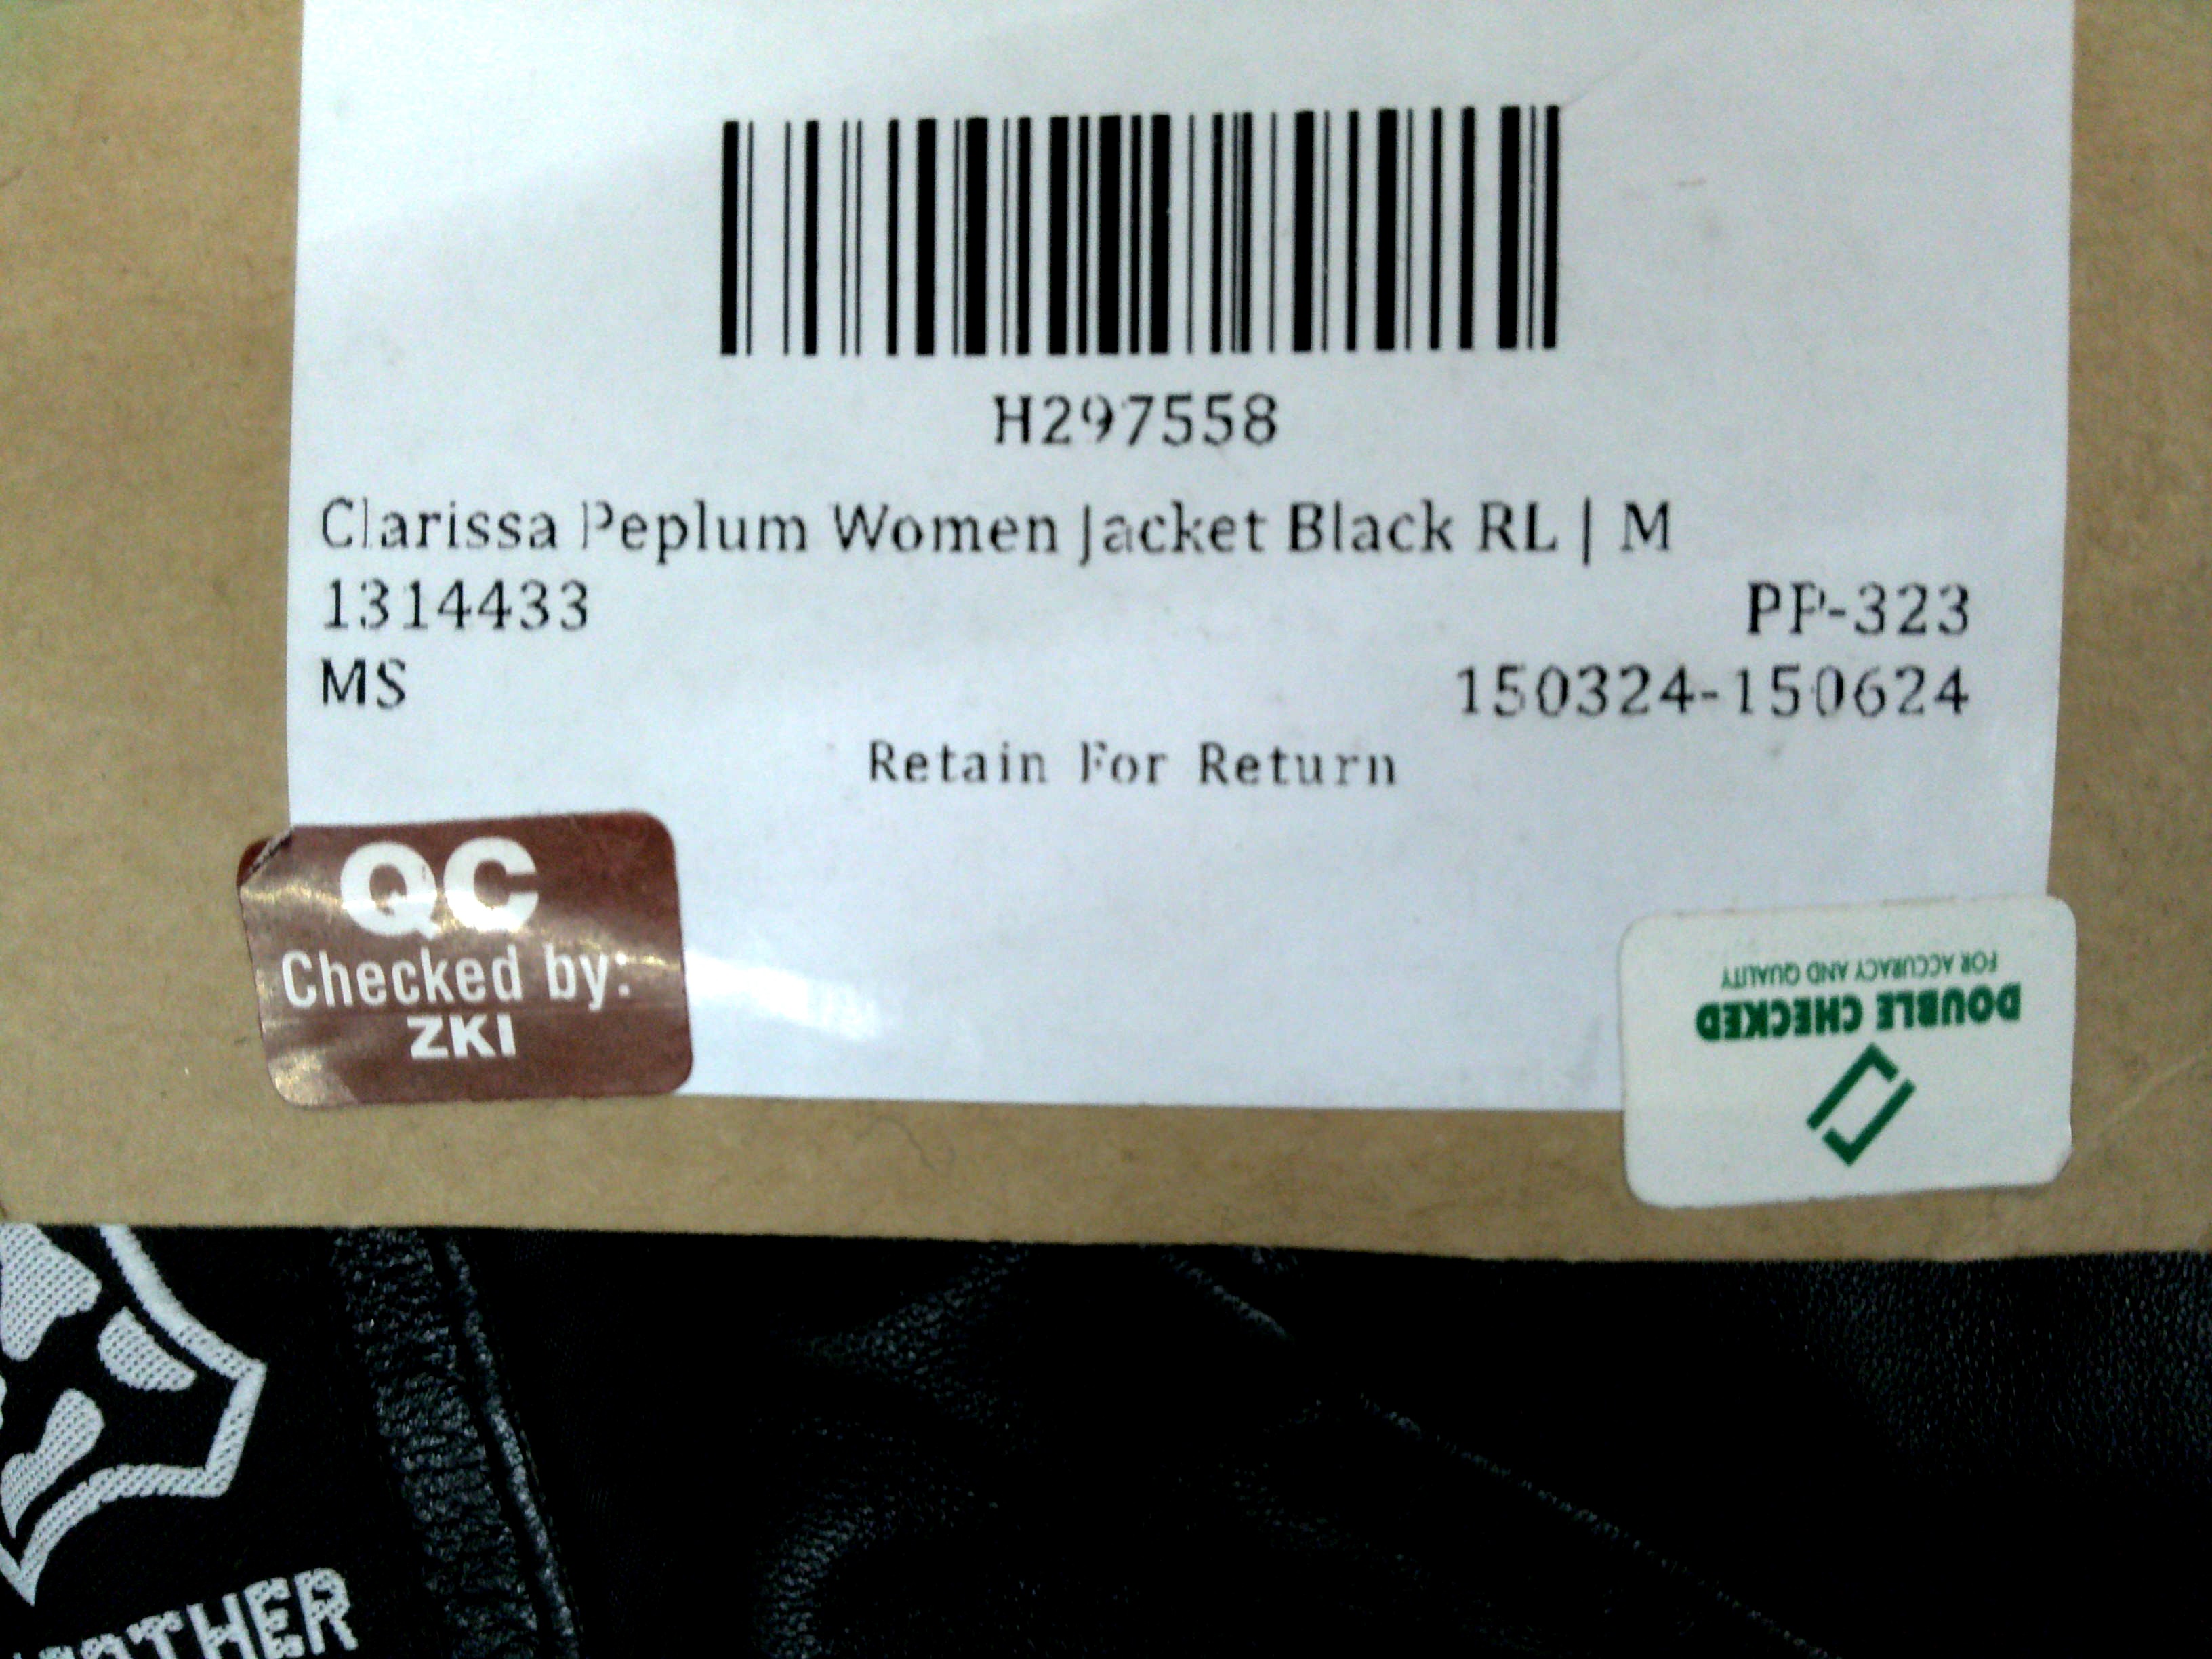 H297558
Clarissa Peplum Women Jacket Black RL | M
1314433 PP-323
MS 150324-150624
Retain For Return
QC
Checked by:
ZKI
DOUBLE CHECKED
FOR ACCURACY AND QUALITY